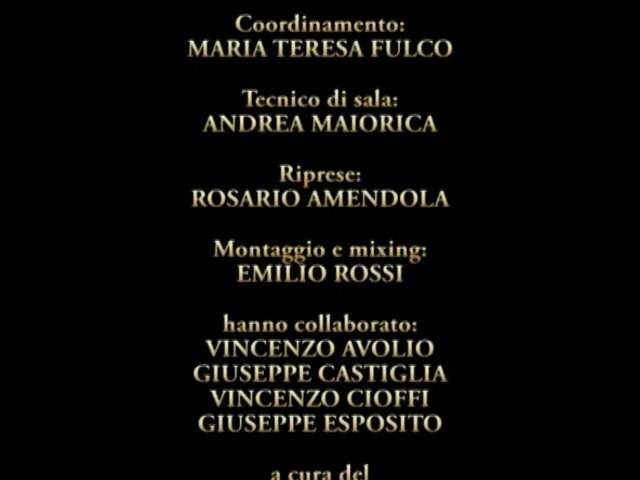 Coordinamento:
MARIA TERESA FULCO
Tecnico di sala:
ANDREA MAIORICA
Riprese:
ROSARIO AMENDOLA
Montaggio e mixing:
EMILIO ROSSI
hanno collaborato:
VINCENZO AVOLIO
GIUSEPPE CASTIGLIA
VINCENZO CIOFFI
GIUSEPPE ESPOSITO
a cura del